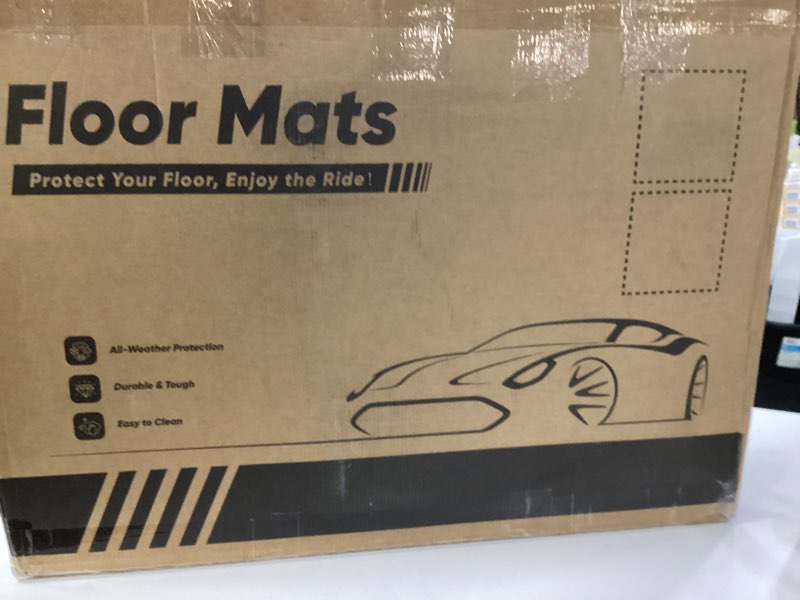 Floor Mats
Protect Your Floor, Enjoy the Ride!
All-Weather Protection
Durable & Tough
Easy to Clean